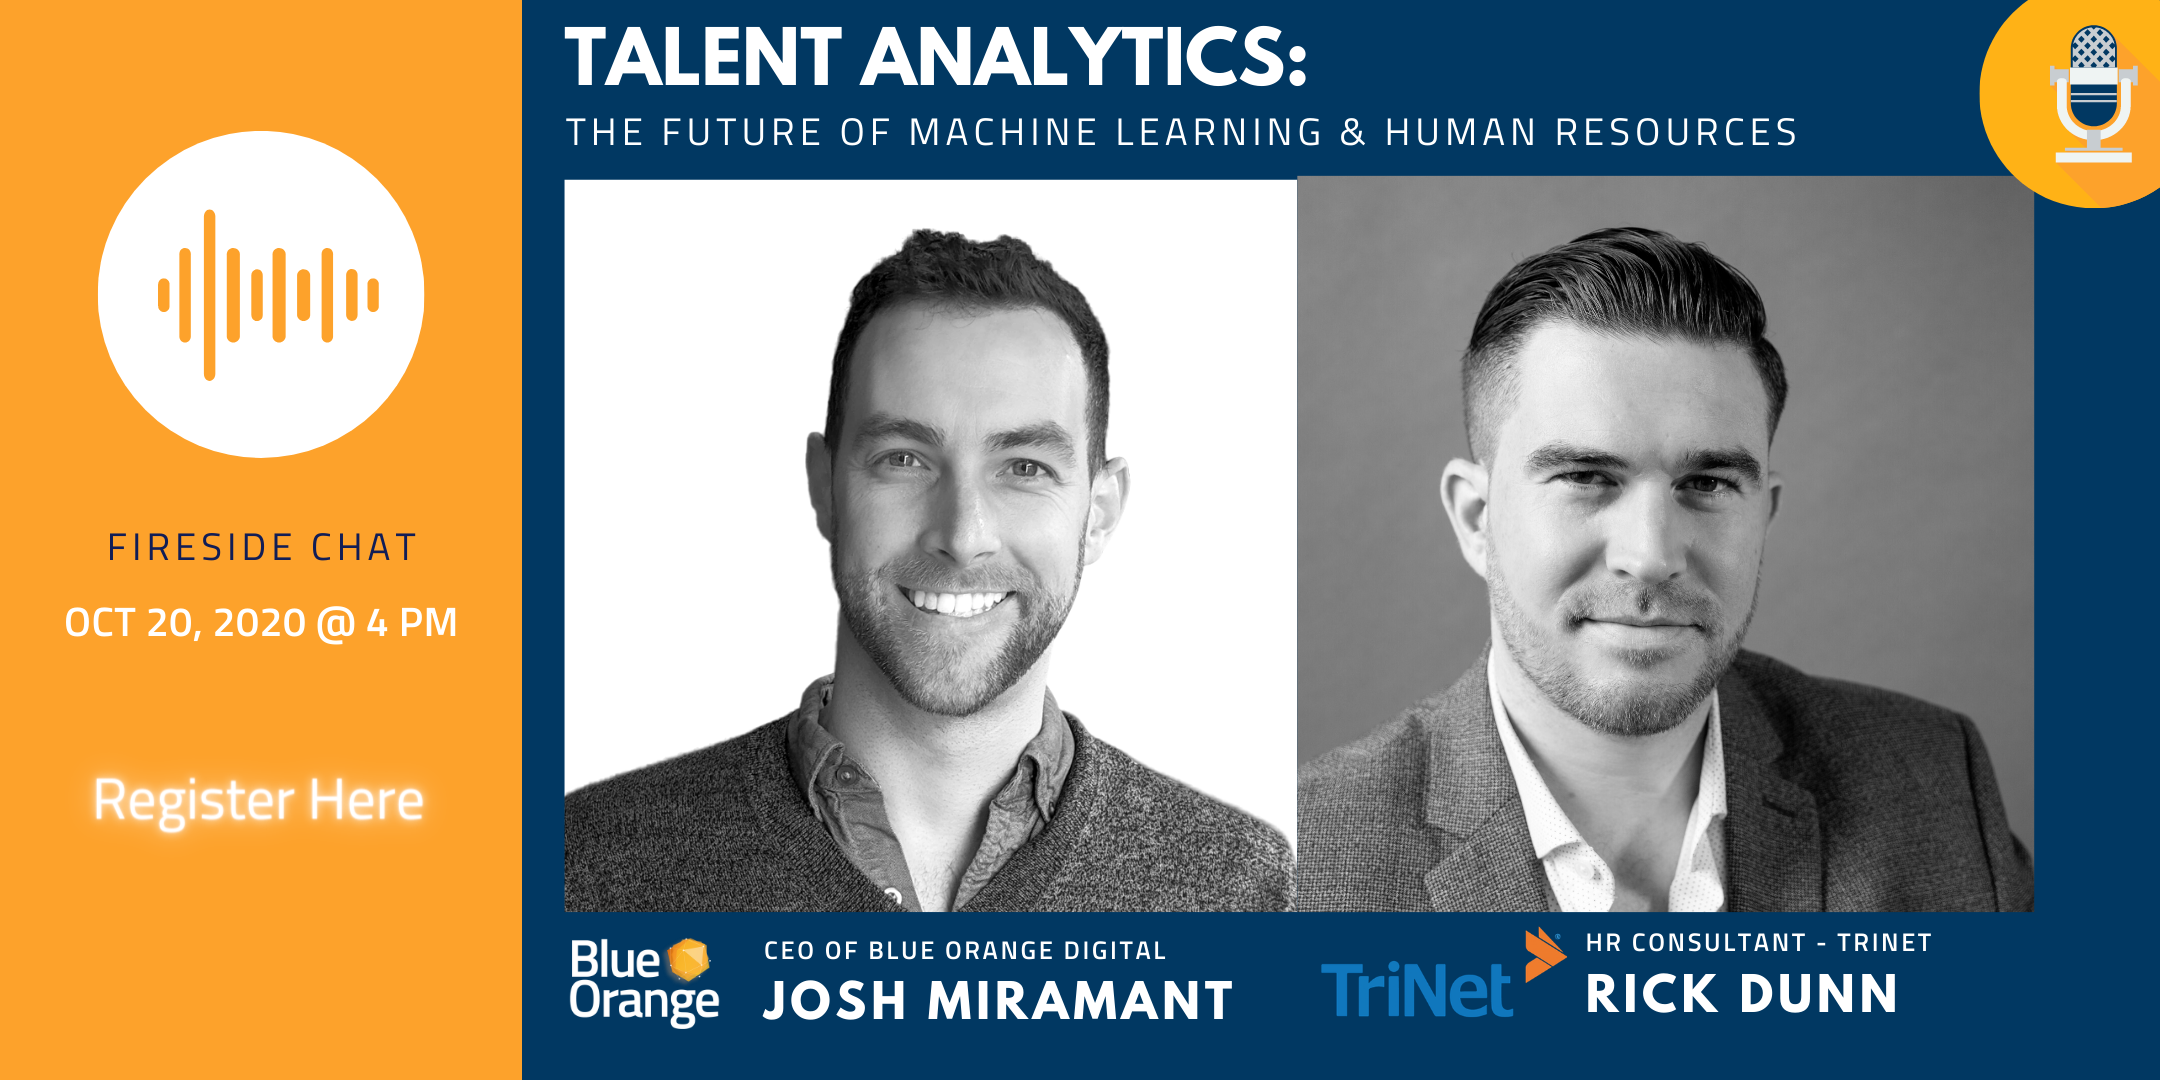 TALENT ANALYTICS:
THE FUTURE OF MACHINE LEARNING & HUMAN RESOURCES
FIRESIDE CHAT
OCT 20, 2020 @ 4 PM
Register Here
Blue
Orange
CEO OF BLUE ORANGE DIGITAL
JOSH MIRAMANT
TriNet
HR CONSULTANT - TRINET
RICK DUNN